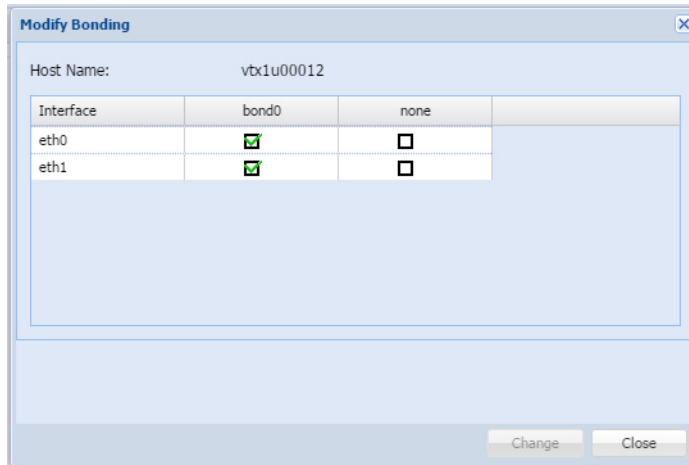 Modify Bonding
Host Name: vtx1u00012
Interface bond0 none
eth0
eth1
Change Close